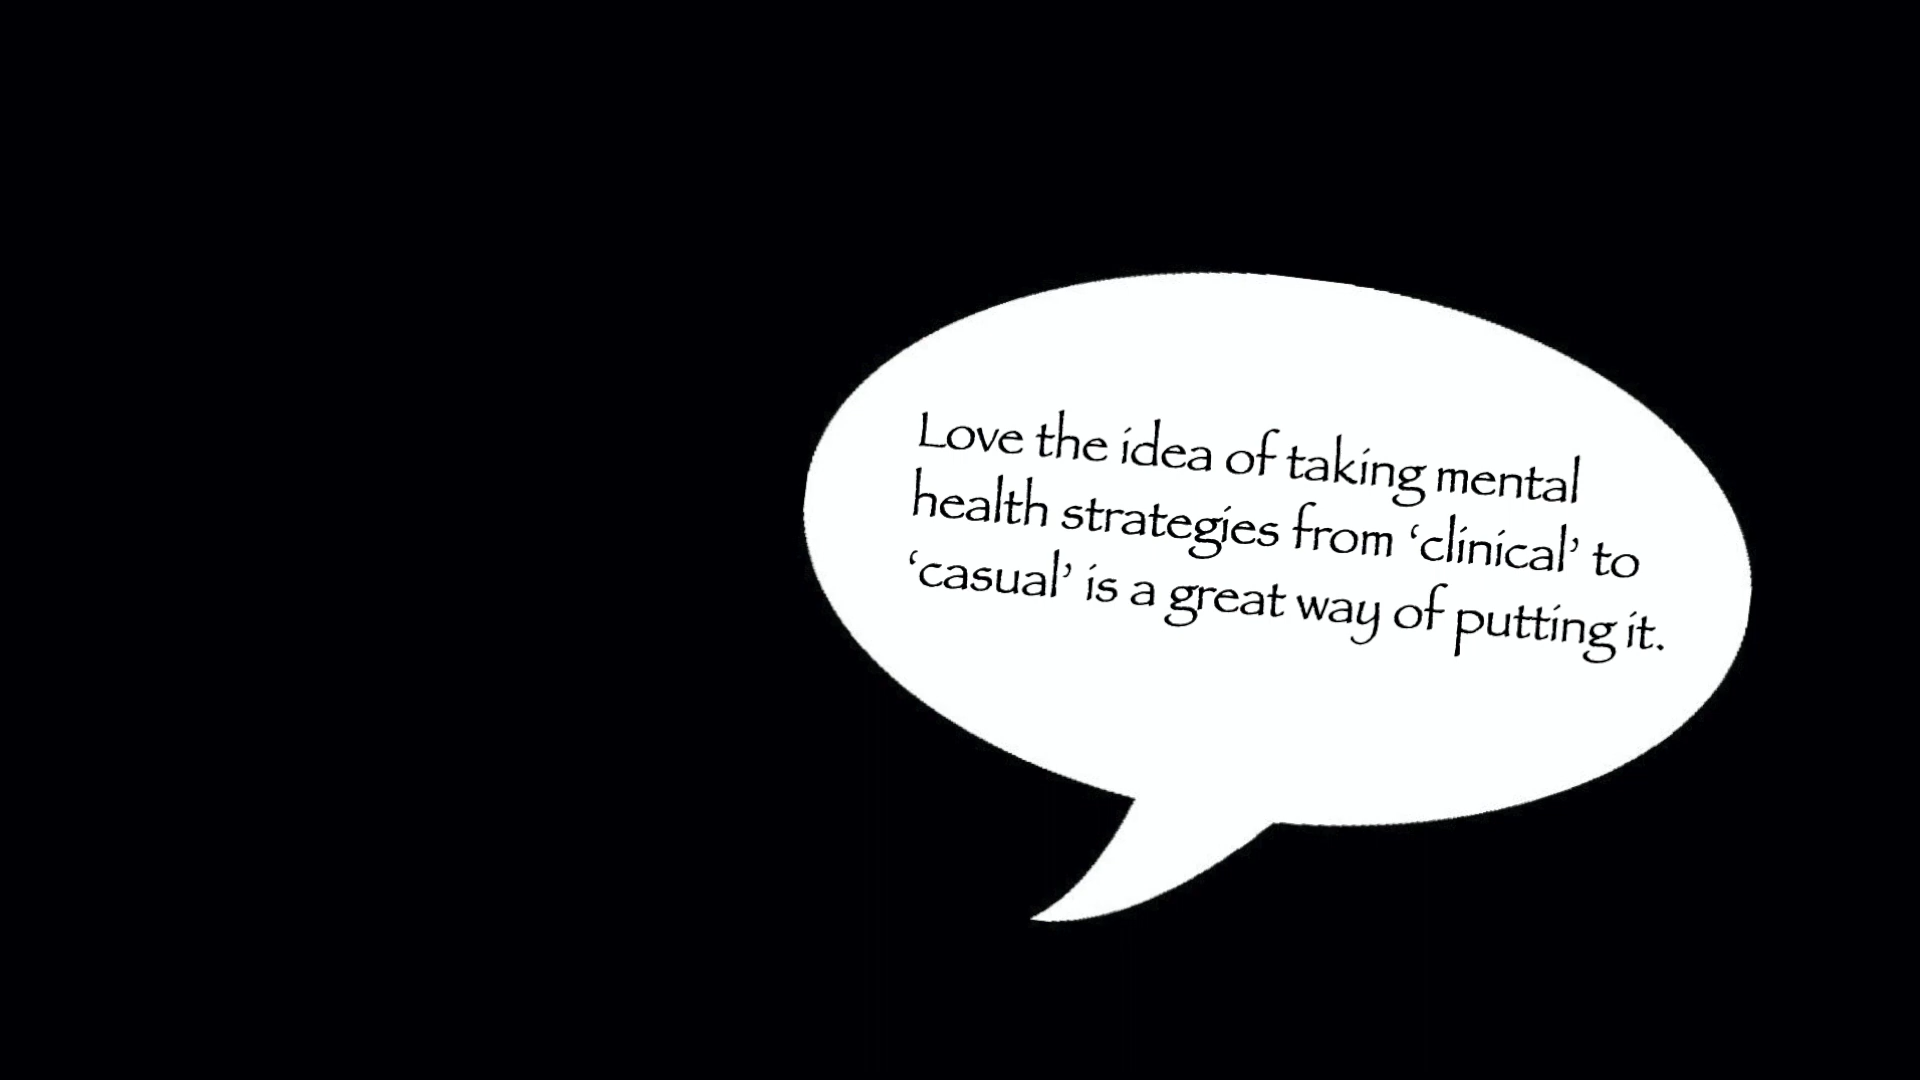 Love the idea of taking mental
health strategies from ‘clinical’ to
‘casual’ is a great way of putting it.